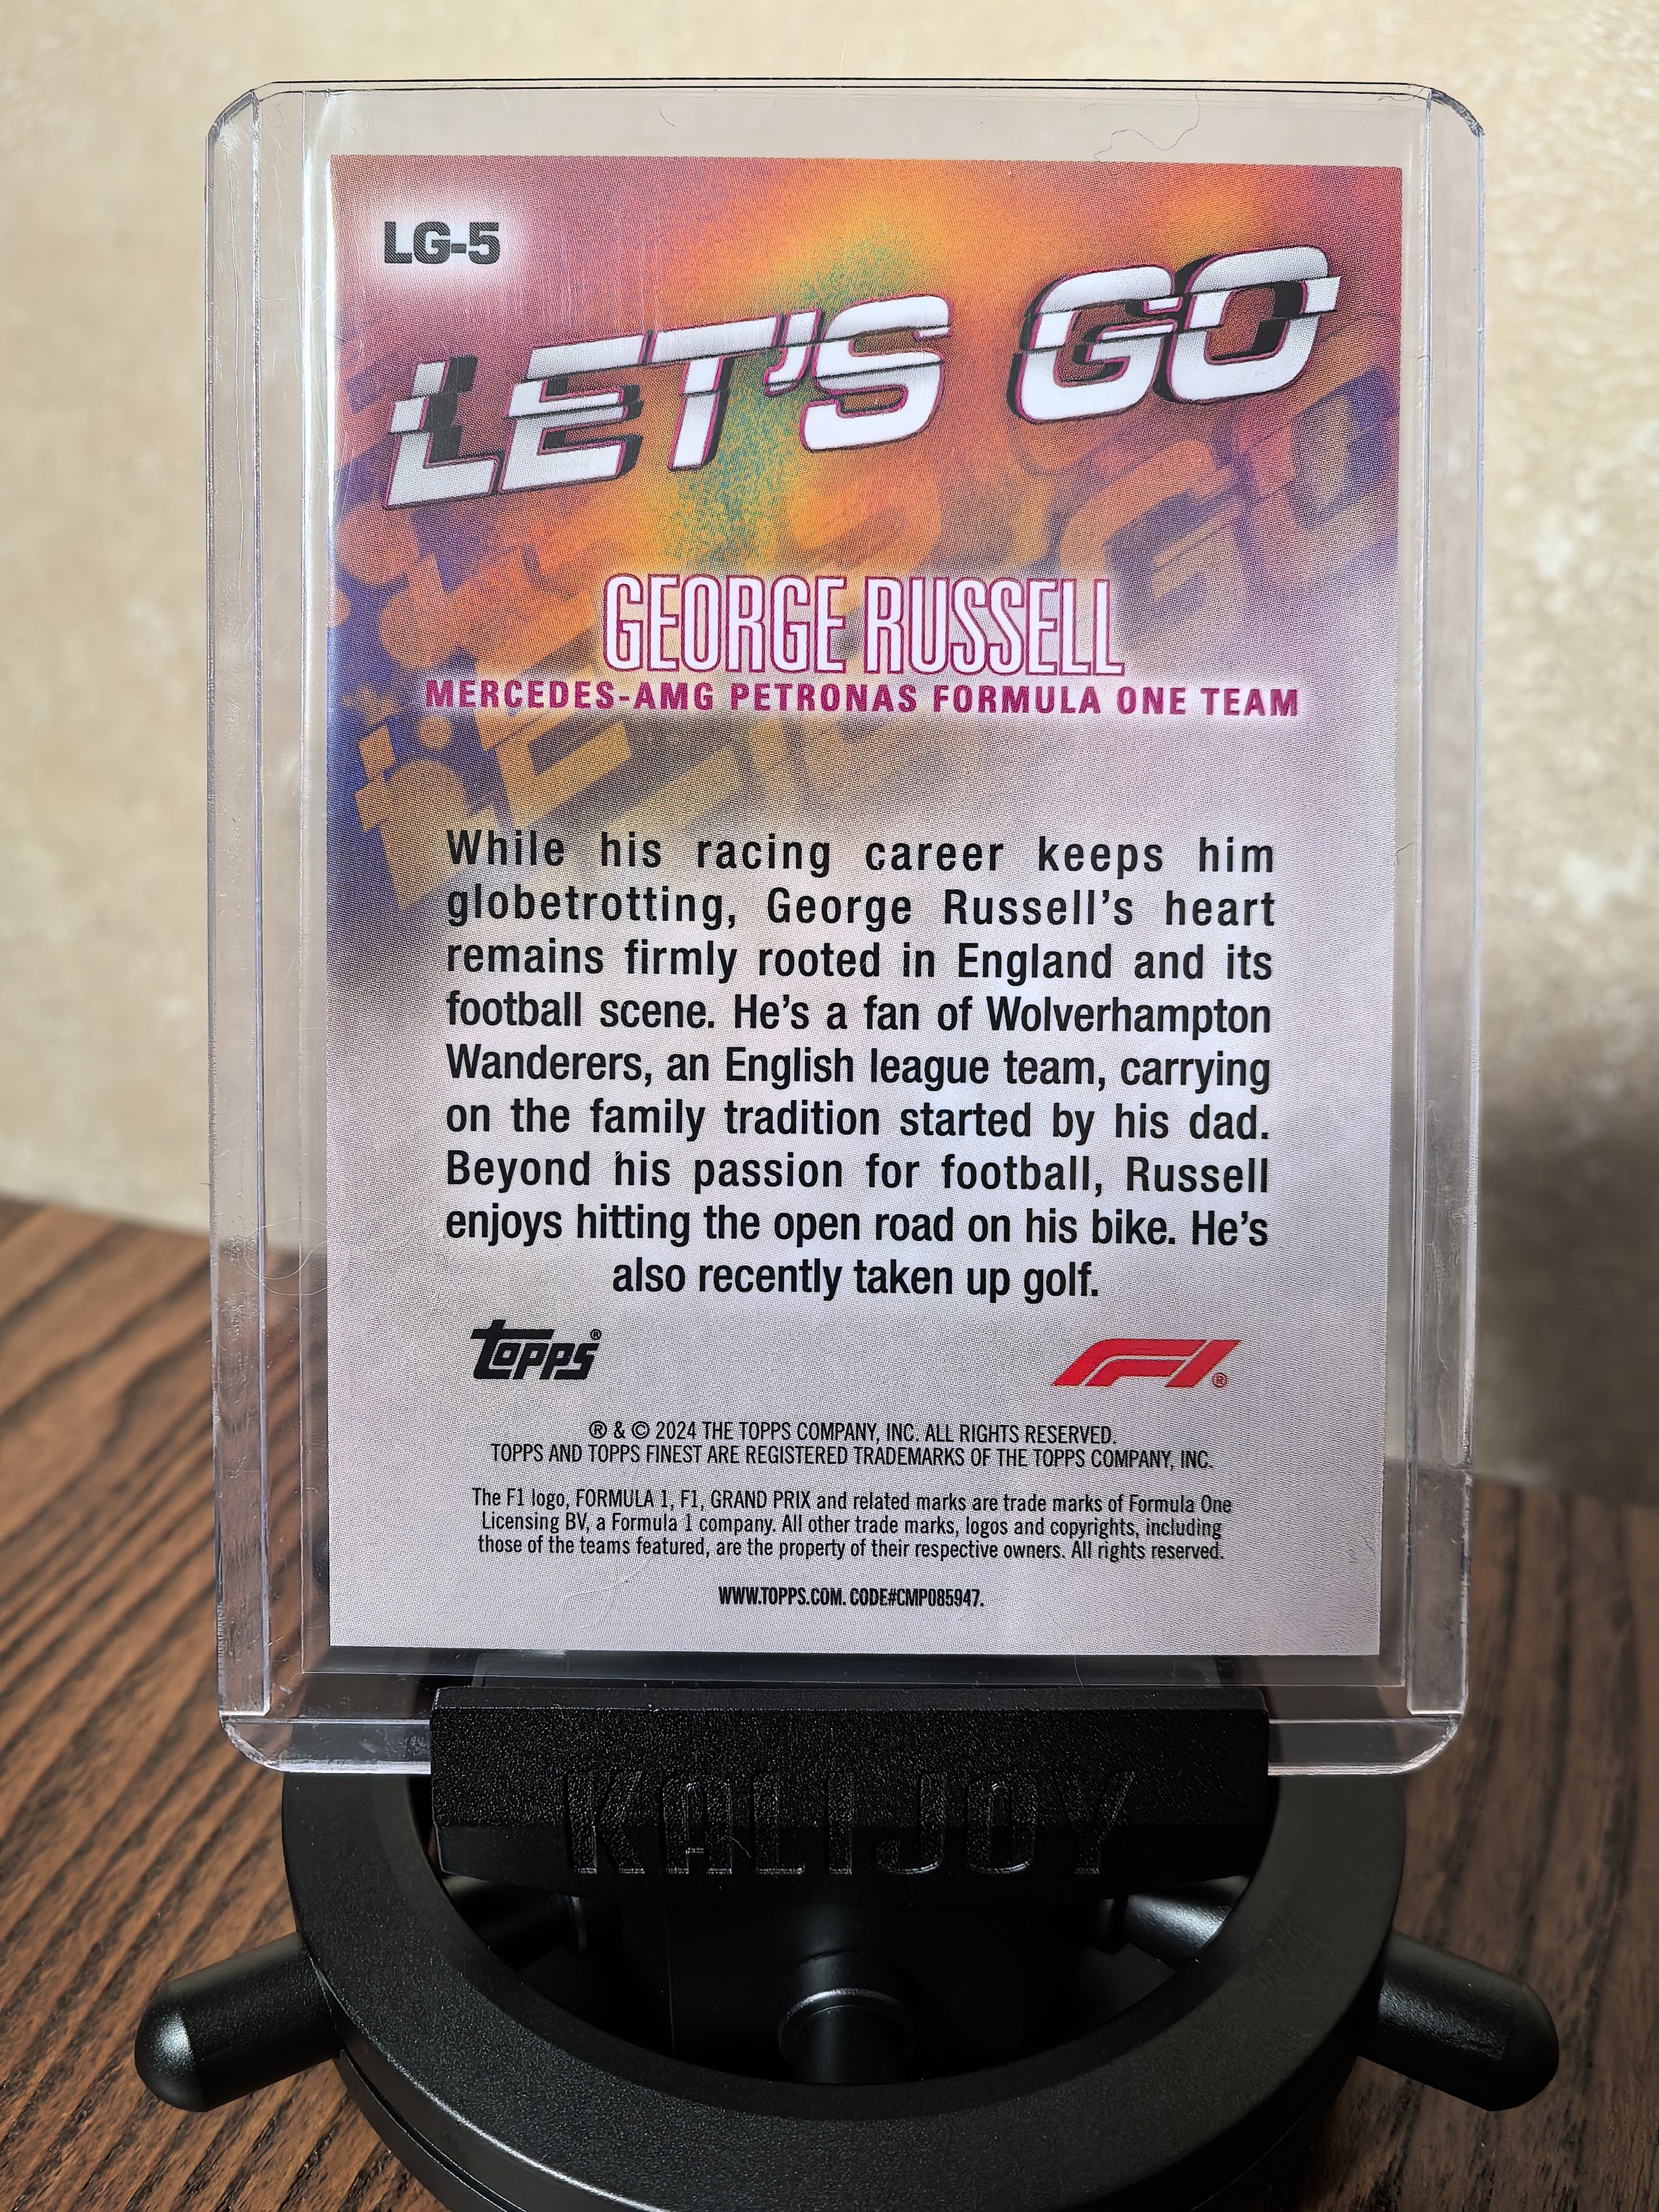 LG-5
LET'S GO
GEORGE RUSSELL
MERCEDES-AMG PETRONAS FORMULA ONE TEAM
While his racing career keeps him
globetrotting, George Russell's heart
remains firmly rooted in England and its
football scene. He's a fan of Wolverhampton
Wanderers, an English league team, carrying
on the family tradition started by his dad.
Beyond his passion for football, Russell
enjoys hitting the open road on his bike. He's
also recently taken up golf.
topps®
F1®
® & © 2024 THE TOPPS COMPANY, INC. ALL RIGHTS RESERVED.
TOPPS AND TOPPS FINEST ARE REGISTERED TRADEMARKS OF THE TOPPS COMPANY, INC.
The F1 logo, FORMULA 1, F1, GRAND PRIX and related marks are trade marks of Formula One
Licensing BV, a Formula 1 company. All other trade marks, logos and copyrights, including
those of the teams featured, are the property of their respective owners. All rights reserved.
WWW.TOPPS.COM. CODE#CMP085947.
KALIJOY